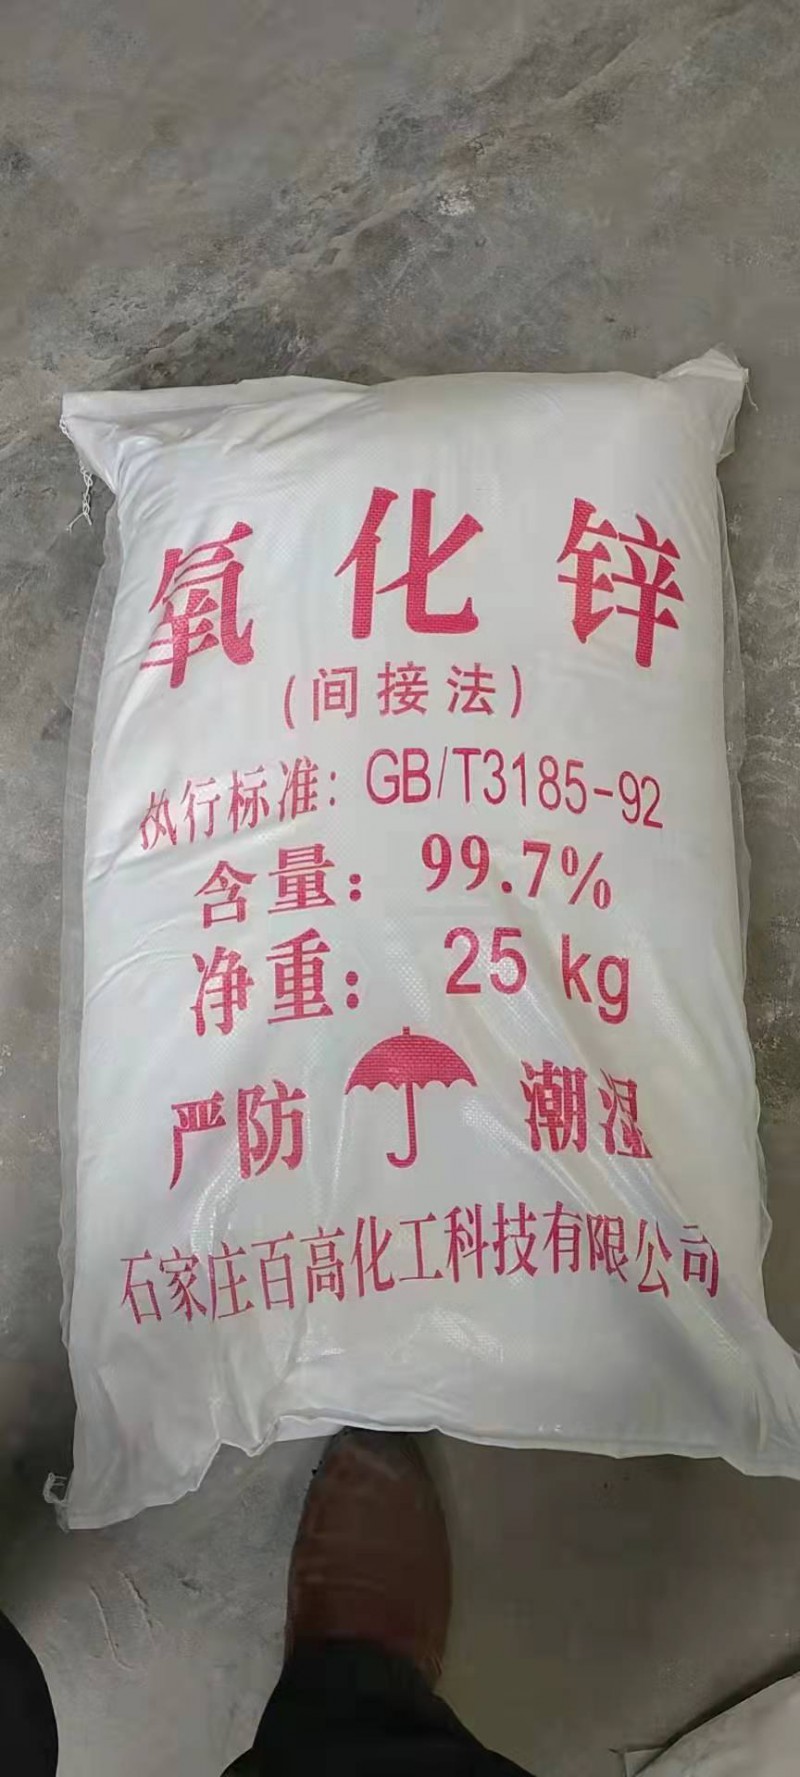 氧化锌
(间接法)
执行标准：GB/T3185-92
含量：99.7%
净重：25 kg
严防 潮湿
石家庄百高化工科技有限公司